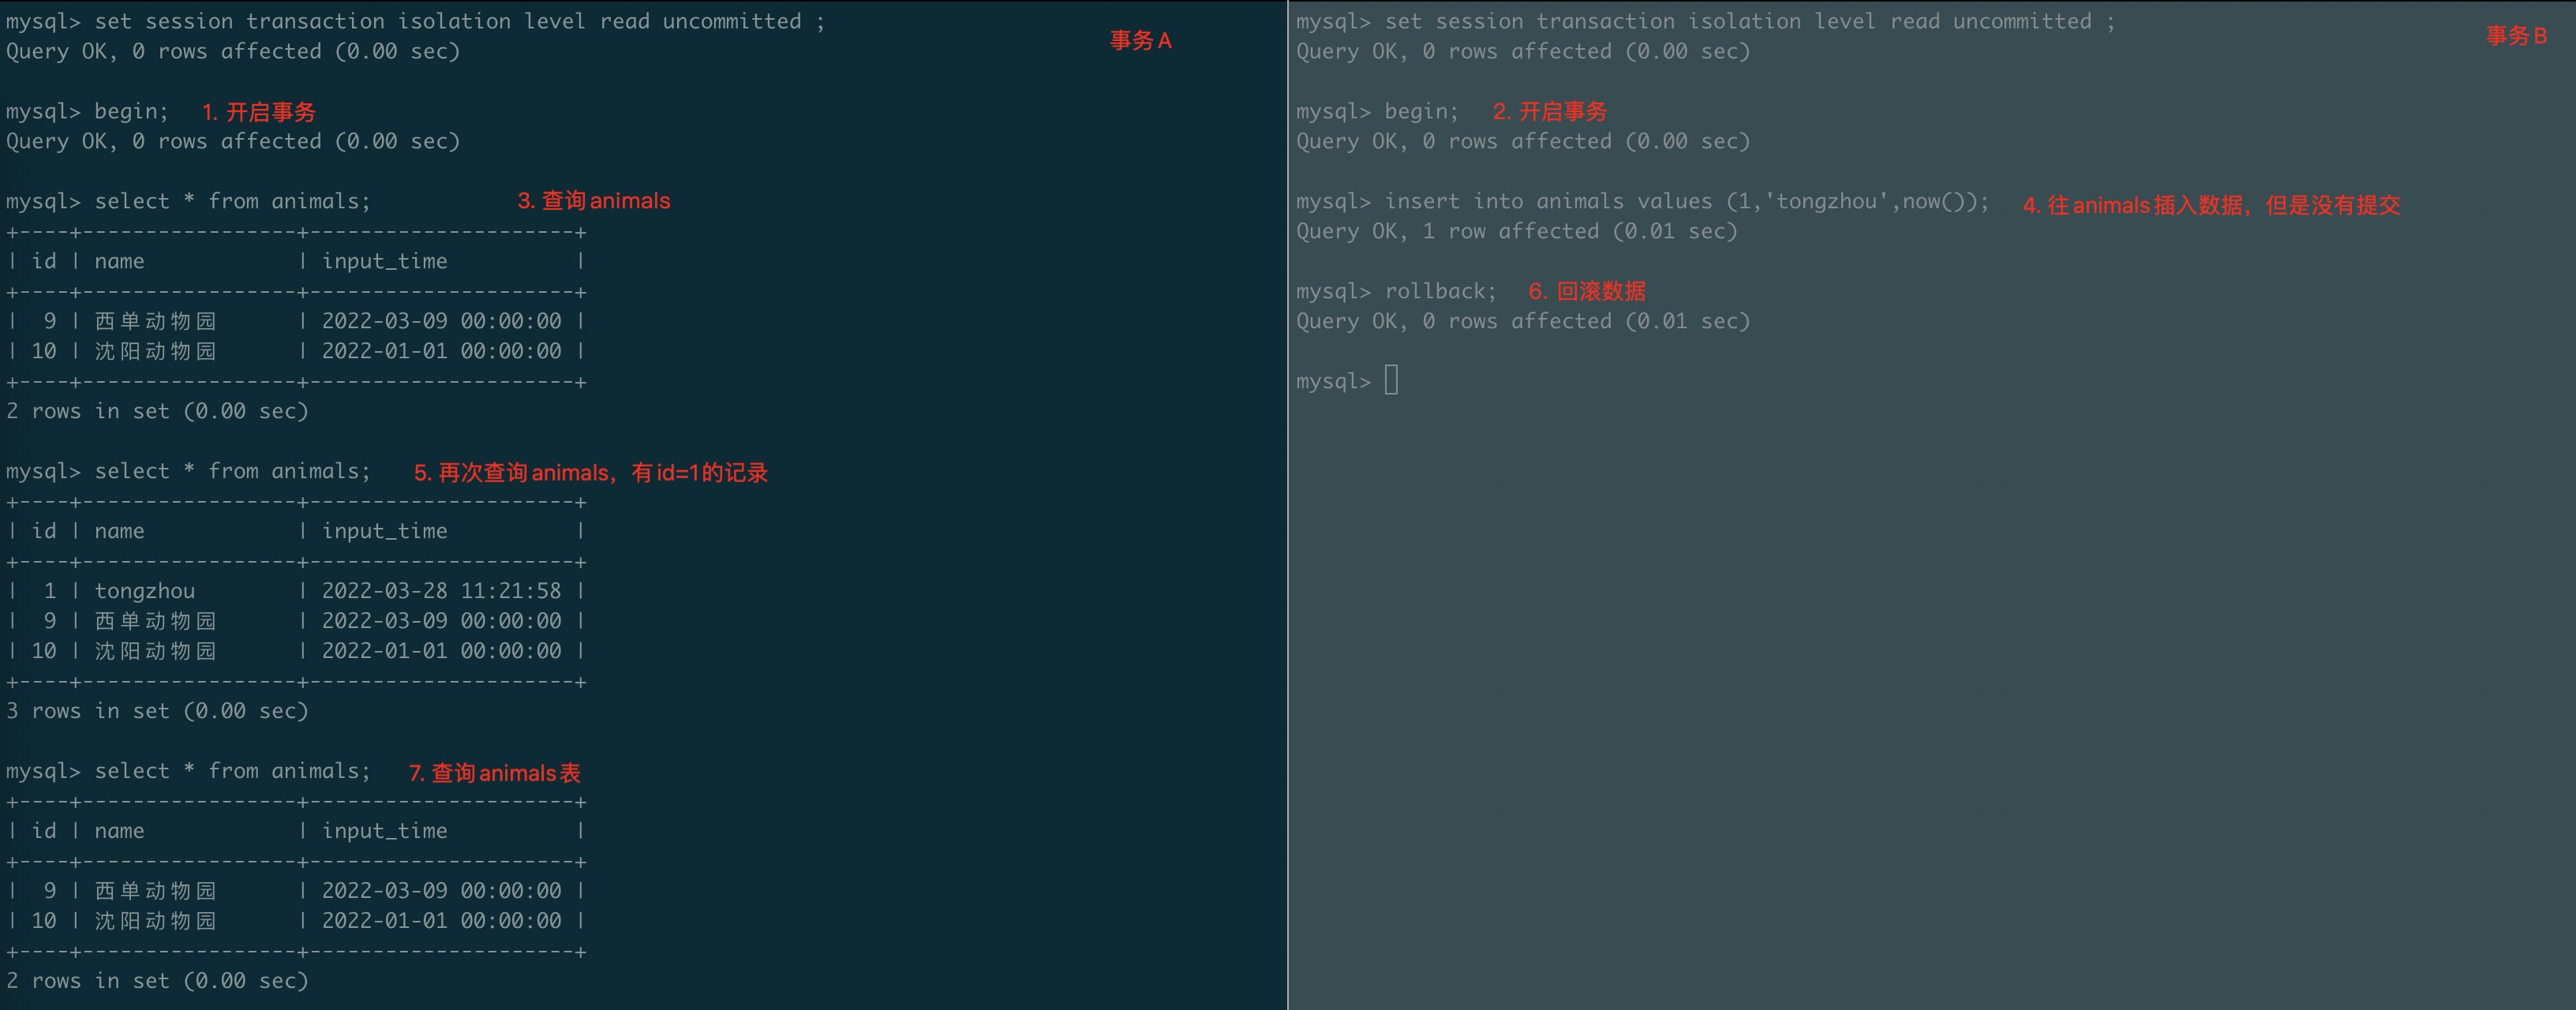 mysql> set session transaction isolation level read uncommitted ;
Query OK, 0 rows affected (0.00 sec)
事务A
mysql> begin; 1. 开启事务
Query OK, 0 rows affected (0.00 sec)
mysql> select * from animals; 3. 查询animals
+----+-----------------+---------------------+
| id | name            | input_time          |
+----+-----------------+---------------------+
|  9 | 西单动物园      | 2022-03-09 00:00:00 |
| 10 | 沈阳动物园      | 2022-01-01 00:00:00 |
+----+-----------------+---------------------+
2 rows in set (0.00 sec)
mysql> select * from animals; 5. 再次查询animals，有id=1的记录
+----+-----------------+---------------------+
| id | name            | input_time          |
+----+-----------------+---------------------+
|  1 | tongzhou        | 2022-03-28 11:21:58 |
|  9 | 西单动物园      | 2022-03-09 00:00:00 |
| 10 | 沈阳动物园      | 2022-01-01 00:00:00 |
+----+-----------------+---------------------+
3 rows in set (0.00 sec)
mysql> select * from animals; 7. 查询animals表
+----+-----------------+---------------------+
| id | name            | input_time          |
+----+-----------------+---------------------+
|  9 | 西单动物园      | 2022-03-09 00:00:00 |
| 10 | 沈阳动物园      | 2022-01-01 00:00:00 |
+----+-----------------+---------------------+
2 rows in set (0.00 sec)
mysql> set session transaction isolation level read uncommitted ;
Query OK, 0 rows affected (0.00 sec)
事务B
mysql> begin; 2. 开启事务
Query OK, 0 rows affected (0.00 sec)
mysql> insert into animals values (1,'tongzhou',now()); 4. 往animals插入数据，但是没有提交
Query OK, 1 row affected (0.01 sec)
mysql> rollback; 6. 回滚数据
Query OK, 0 rows affected (0.01 sec)
mysql>